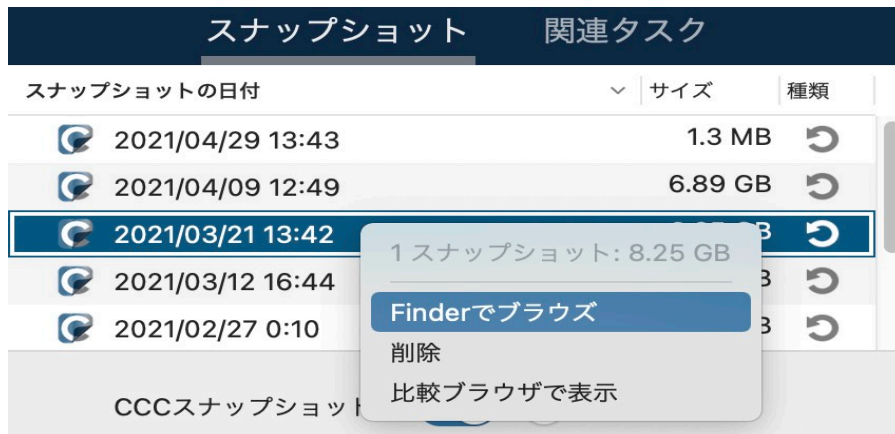 スナップショット 関連タスク
スナップショットの日付 サイズ 種類
2021/04/29 13:43 1.3 MB
2021/04/09 12:49 6.89 GB
2021/03/21 13:42
1 スナップショット: 8.25 GB
2021/03/12 16:44
Finderでブラウズ
2021/02/27 0:10
削除
比較ブラウザで表示
CCCスナップショット